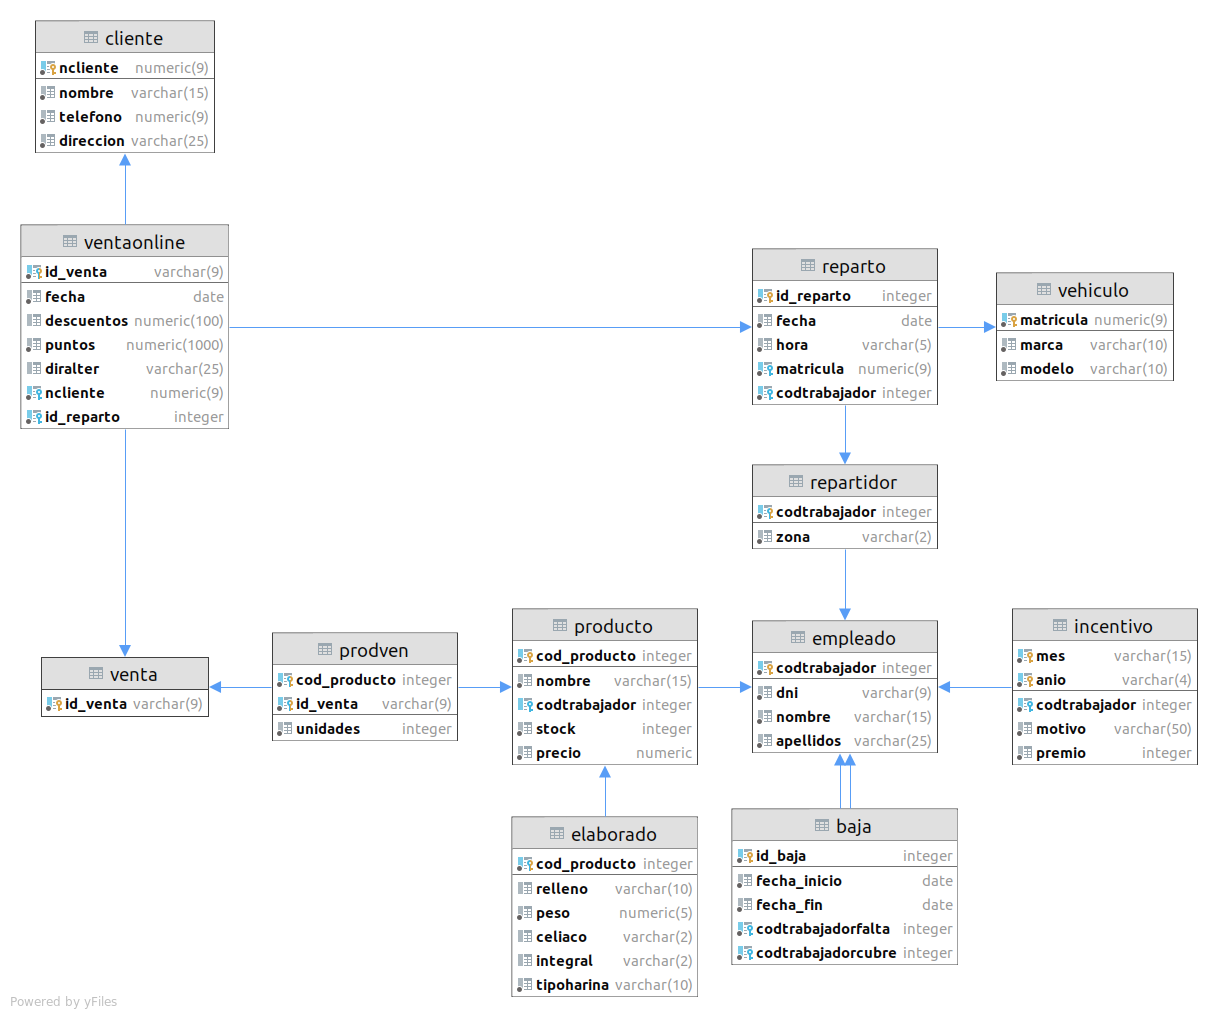 cliente
ncliente numeric(9)
nombre varchar(15)
telefono numeric(9)
direccion varchar(25)
ventaonline
id_venta varchar(9)
fecha date
descuentos numeric(100)
puntos numeric(1000)
diralter varchar(25)
ncliente numeric(9)
id_reparto integer
reparto
id_reparto integer
fecha date
hora varchar(5)
matricula numeric(9)
codtrabajador integer
vehiculo
matricula numeric(9)
marca varchar(10)
modelo varchar(10)
repartidor
codtrabajador integer
zona varchar(2)
venta
id_venta varchar(9)
prodven
cod_producto integer
id_venta varchar(9)
unidades integer
producto
cod_producto integer
nombre varchar(15)
codtrabajador integer
stock integer
precio numeric
empleado
codtrabajador integer
dni varchar(9)
nombre varchar(15)
apellidos varchar(25)
incentivo
mes varchar(15)
anio varchar(4)
codtrabajador integer
motivo varchar(50)
premio integer
elaborado
cod_producto integer
relleno varchar(10)
peso numeric(5)
celiaco varchar(2)
integral varchar(2)
tipoharina varchar(10)
baja
id_baja integer
fecha_inicio date
fecha_fin date
codtrabajadorfalta integer
codtrabajadorcubre integer
Powered by yFiles